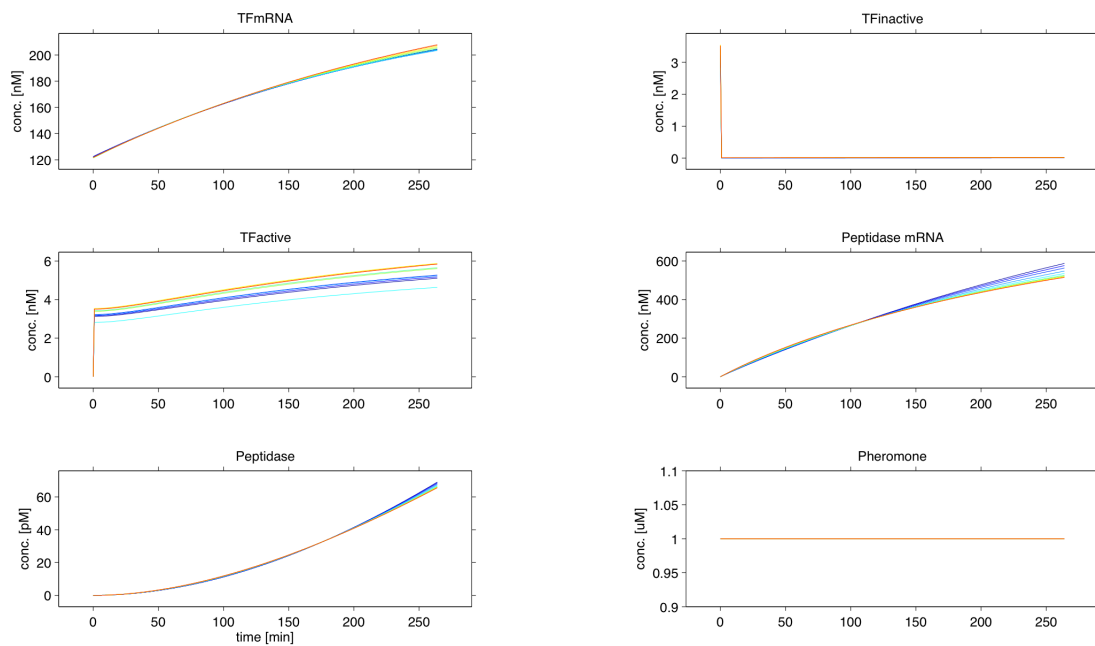 TFmRNA
conc. [nM]
200
180
160
140
120
0 50 100 150 200 250
TFinactive
conc. [nM]
3
2
1
0
0 50 100 150 200 250
TFactive
conc. [nM]
6
4
2
0
0 50 100 150 200 250
Peptidase mRNA
conc. [nM]
600
400
200
0
0 50 100 150 200 250
Peptidase
conc. [pM]
60
40
20
0
0 50 100 150 200 250
time [min]
Pheromone
conc. [uM]
1.1
1.05
1
0.95
0.9
0 50 100 150 200 250